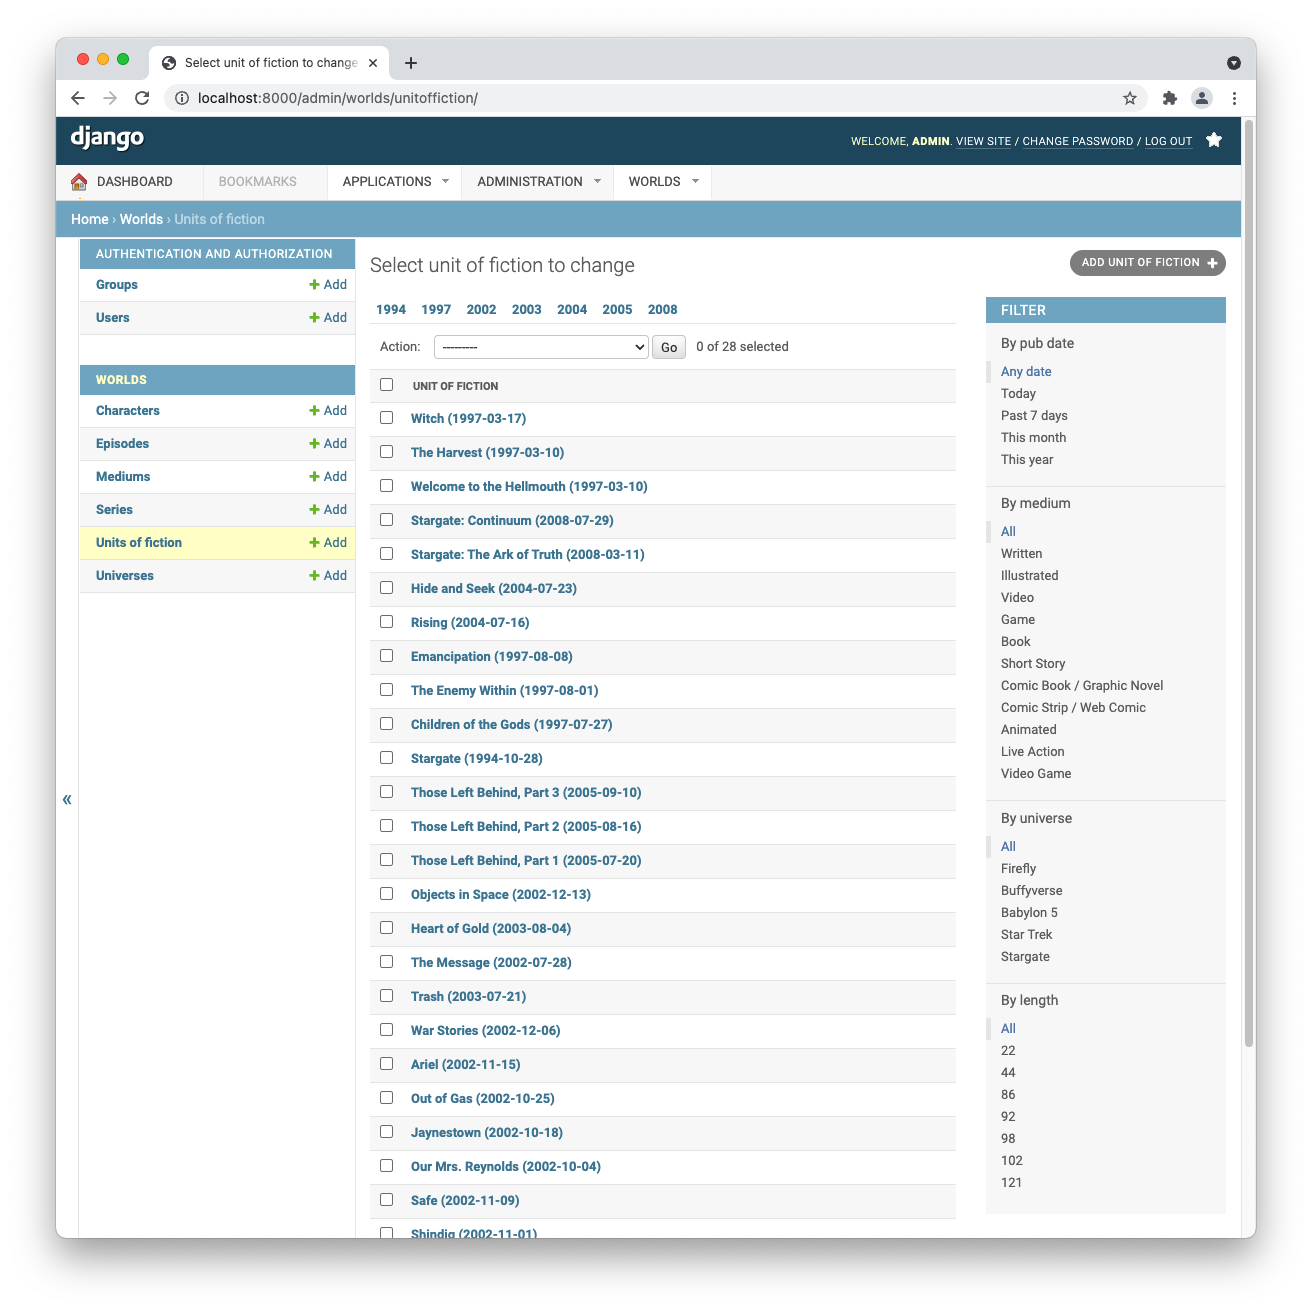 Select unit of fiction to change
localhost:8000/admin/worlds/unitoffiction/
django
WELCOME, ADMIN. VIEW SITE / CHANGE PASSWORD / LOG OUT
DASHBOARD
BOOKMARKS
APPLICATIONS
ADMINISTRATION
WORLDS
Home › Worlds › Units of fiction
AUTHENTICATION AND AUTHORIZATION
Groups Add
Users Add
WORLDS
Characters Add
Episodes Add
Mediums Add
Series Add
Units of fiction Add
Universes Add
«
Select unit of fiction to change
ADD UNIT OF FICTION +
1994 1997 2002 2003 2004 2005 2008
Action: --------- Go 0 of 28 selected
UNIT OF FICTION
Witch (1997-03-17)
The Harvest (1997-03-10)
Welcome to the Hellmouth (1997-03-10)
Stargate: Continuum (2008-07-29)
Stargate: The Ark of Truth (2008-03-11)
Hide and Seek (2004-07-23)
Rising (2004-07-16)
Emancipation (1997-08-08)
The Enemy Within (1997-08-01)
Children of the Gods (1997-07-27)
Stargate (1994-10-28)
Those Left Behind, Part 3 (2005-09-10)
Those Left Behind, Part 2 (2005-08-16)
Those Left Behind, Part 1 (2005-07-20)
Objects in Space (2002-12-13)
Heart of Gold (2003-08-04)
The Message (2002-07-28)
Trash (2003-07-21)
War Stories (2002-12-06)
Ariel (2002-11-15)
Out of Gas (2002-10-25)
Jaynestown (2002-10-18)
Our Mrs. Reynolds (2002-10-04)
Safe (2002-11-09)
Shindig (2002-11-01)
FILTER
By pub date
Any date
Today
Past 7 days
This month
This year
By medium
All
Written
Illustrated
Video
Game
Book
Short Story
Comic Book / Graphic Novel
Comic Strip / Web Comic
Animated
Live Action
Video Game
By universe
All
Firefly
Buffyverse
Babylon 5
Star Trek
Stargate
By length
All
22
44
86
92
98
102
121